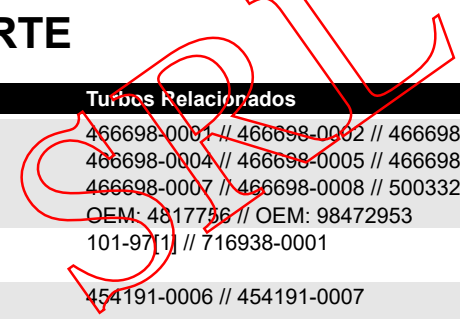 RTE
Turbos Relacionados
466698-0001 // 466698-0002 // 466698
466698-0004 // 466698-0005 // 466698
466698-0007 // 466698-0008 // 500332
OEM: 4817756 // OEM: 98472953
101-97[1] // 716938-0001
454191-0006 // 454191-0007
SRL